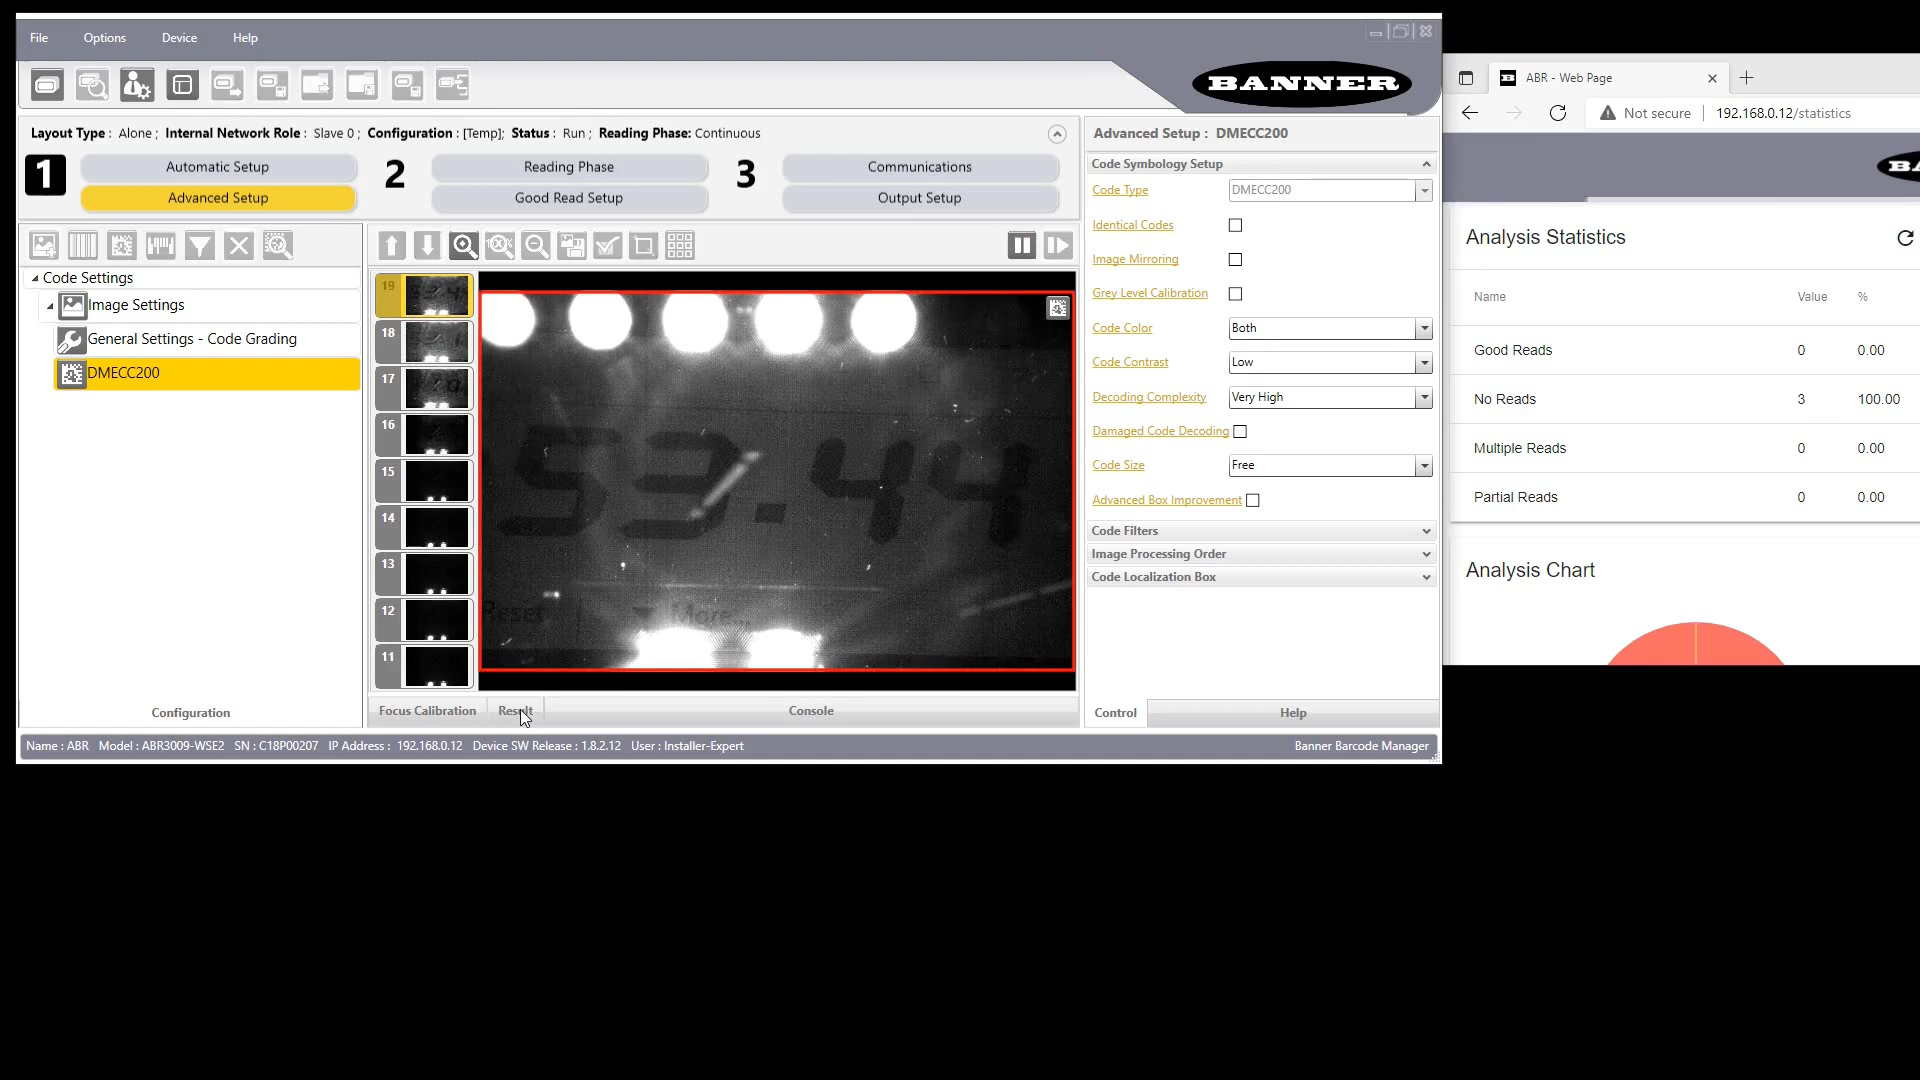 File Options Device Help
BANNER
Layout Type : Alone ; Internal Network Role : Slave 0 ; Configuration : [Temp]; Status : Run ; Reading Phase: Continuous
1 Automatic Setup 2 Reading Phase 3 Communications
Advanced Setup Good Read Setup Output Setup
Code Settings
Image Settings
General Settings - Code Grading
DMECC200
Configuration
100%
19
18
17
16
15
14
13
12
11
53.44
Reset More...
Focus Calibration Result Console
Advanced Setup : DMECC200
Code Symbology Setup
Code Type DMECC200
Identical Codes
Image Mirroring
Grey Level Calibration
Code Color Both
Code Contrast Low
Decoding Complexity Very High
Damaged Code Decoding
Code Size Free
Advanced Box Improvement
Code Filters
Image Processing Order
Code Localization Box
Control Help
Name : ABR Model : ABR3009-WSE2 SN : C18P00207 IP Address : 192.168.0.12 Device SW Release : 1.8.2.12 User : Installer-Expert Banner Barcode Manager
ABR - Web Page
Not secure 192.168.0.12/statistics
Analysis Statistics
Name Value %
Good Reads 0 0.00
No Reads 3 100.00
Multiple Reads 0 0.00
Partial Reads 0 0.00
Analysis Chart